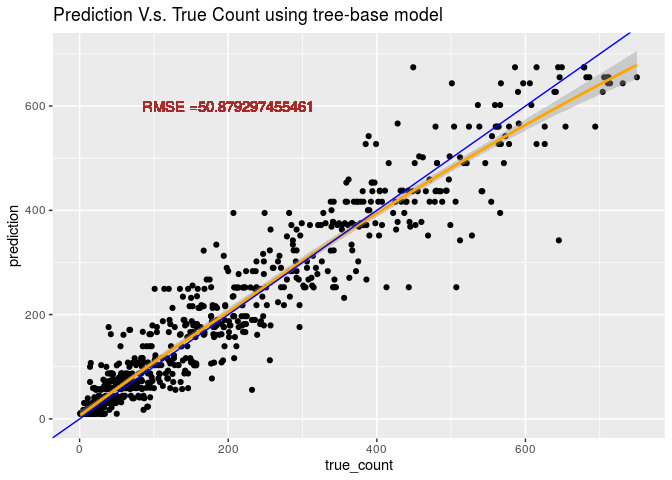 Prediction V.s. True Count using tree-base model
RMSE =50.879297455461
600
400
200
0
prediction
0 200 400 600
true_count